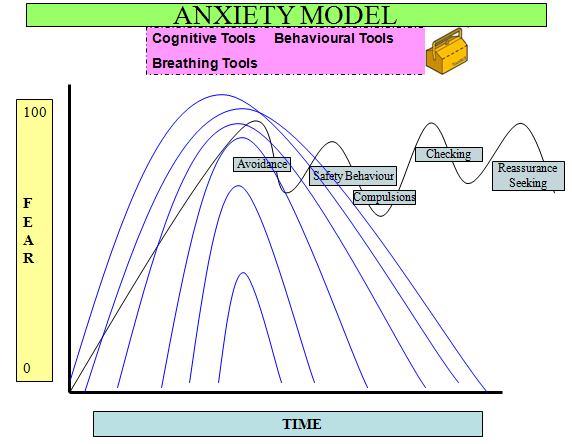 ANXIETY MODEL
Cognitive Tools Behavioural Tools
Breathing Tools
100
F
E
A
R
0
Avoidance
Safety Behaviour
Compulsions
Checking
Reassurance
Seeking
TIME